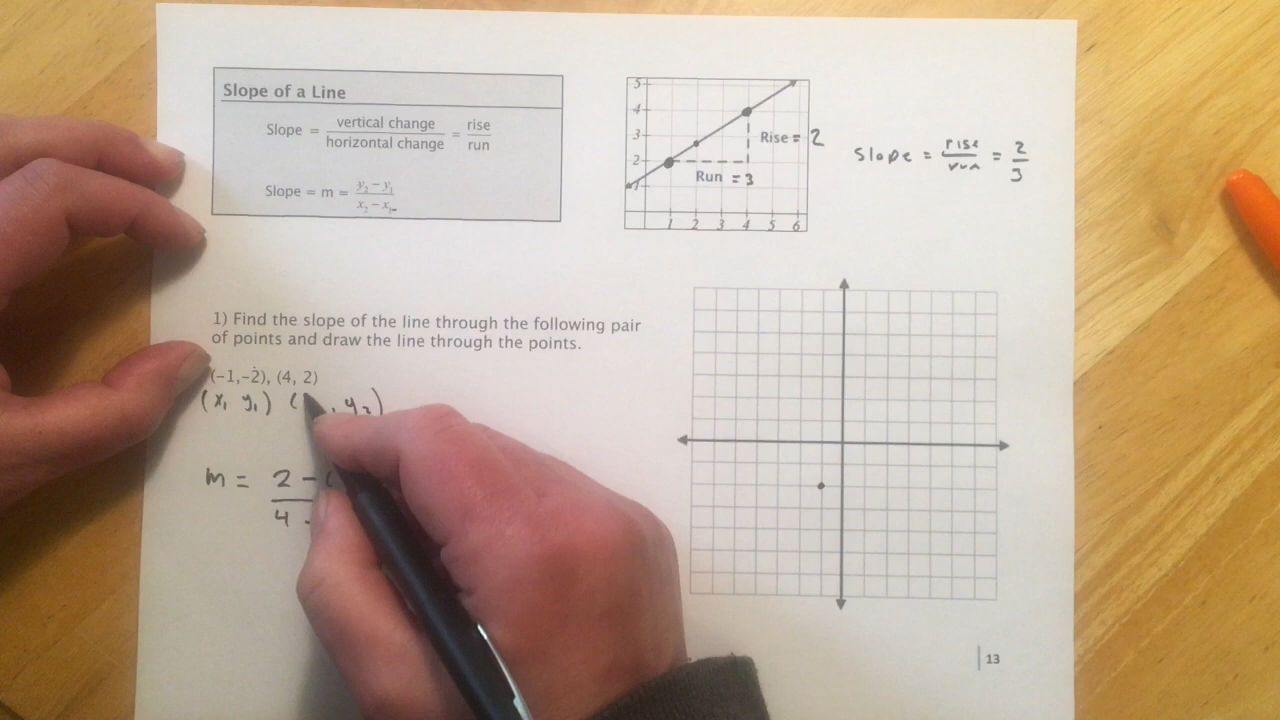 Slope of a Line
Slope = vertical change / horizontal change = rise / run
Slope = m = y₂ − y₁ / x₂ − x₁
5
4
3
2
1
1 2 3 4 5 6
Rise = 2
Run = 3
Slope = rise / run = 2 / 3
1) Find the slope of the line through the following pair
of points and draw the line through the points.
(−1,−2), (4, 2)
(x₁ y₁) ( , y₂)
m = 2 −
4
13